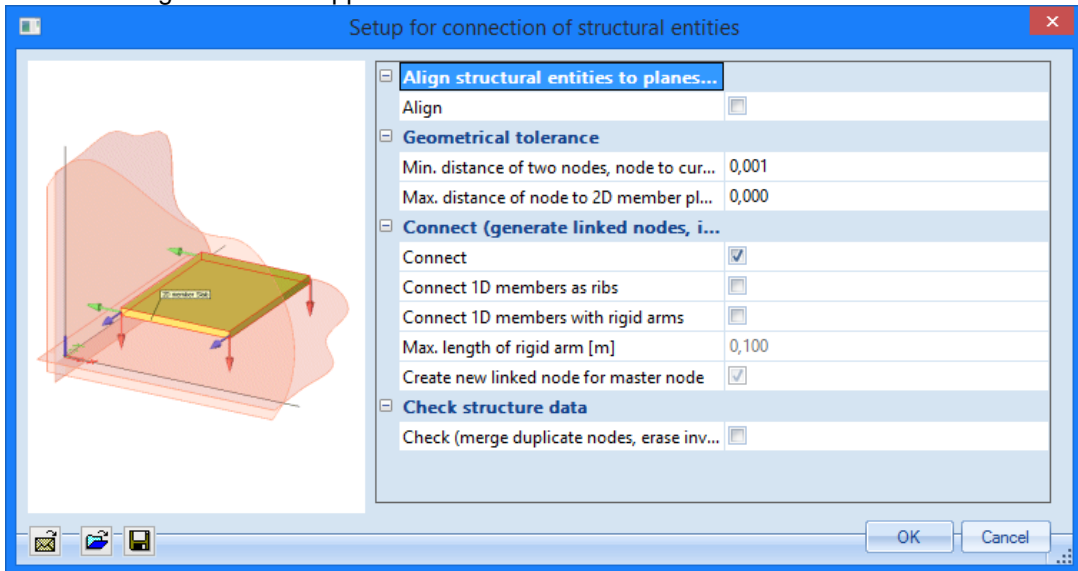 Setup for connection of structural entities
Align structural entities to planes...
Align
Geometrical tolerance
Min. distance of two nodes, node to cur... 0,001
Max. distance of node to 2D member pl... 0,000
Connect (generate linked nodes, i...
Connect
Connect 1D members as ribs
Connect 1D members with rigid arms
Max. length of rigid arm [m] 0,100
Create new linked node for master node
Check structure data
Check (merge duplicate nodes, erase inv...
2D member Slab
OK Cancel